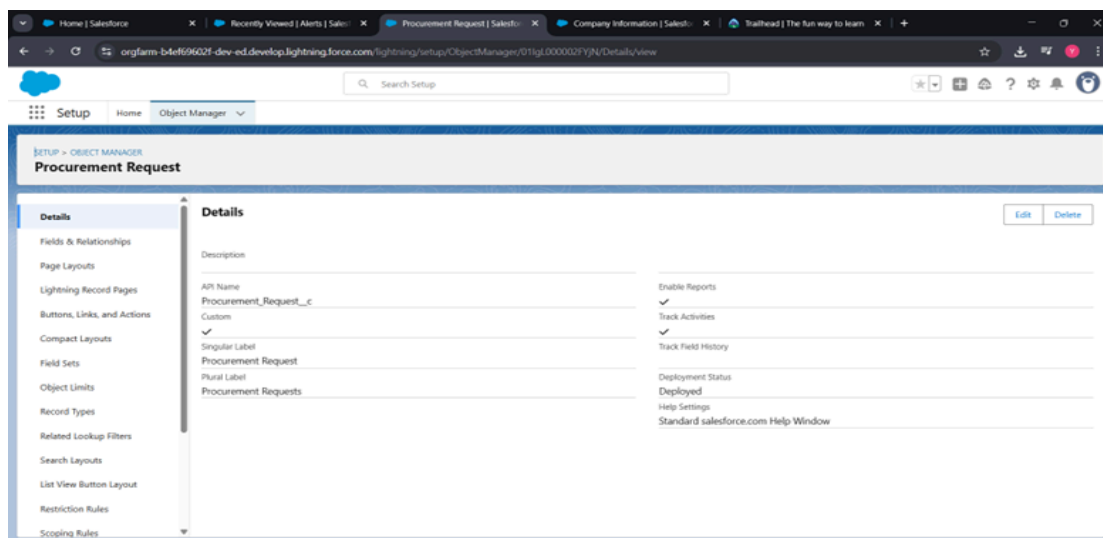 Home | Salesforce
Recently Viewed | Alerts | Sales
Procurement Request | Salesfor
Company Information | Salesfo
Trailhead | The fun way to learn
orgfarm-b4ef69602f-dev-ed.develop.lightning.force.com/lightning/setup/ObjectManager/01IgL000002FYjN/Details/view
Search Setup
Setup Home Object Manager
SETUP > OBJECT MANAGER
Procurement Request
Details
Fields & Relationships
Page Layouts
Lightning Record Pages
Buttons, Links, and Actions
Compact Layouts
Field Sets
Object Limits
Record Types
Related Lookup Filters
Search Layouts
List View Button Layout
Restriction Rules
Scoping Rules
Details
Edit Delete
Description
API Name
Procurement_Request__c
Custom
Singular Label
Procurement Request
Plural Label
Procurement Requests
Enable Reports
Track Activities
Track Field History
Deployment Status
Deployed
Help Settings
Standard salesforce.com Help Window